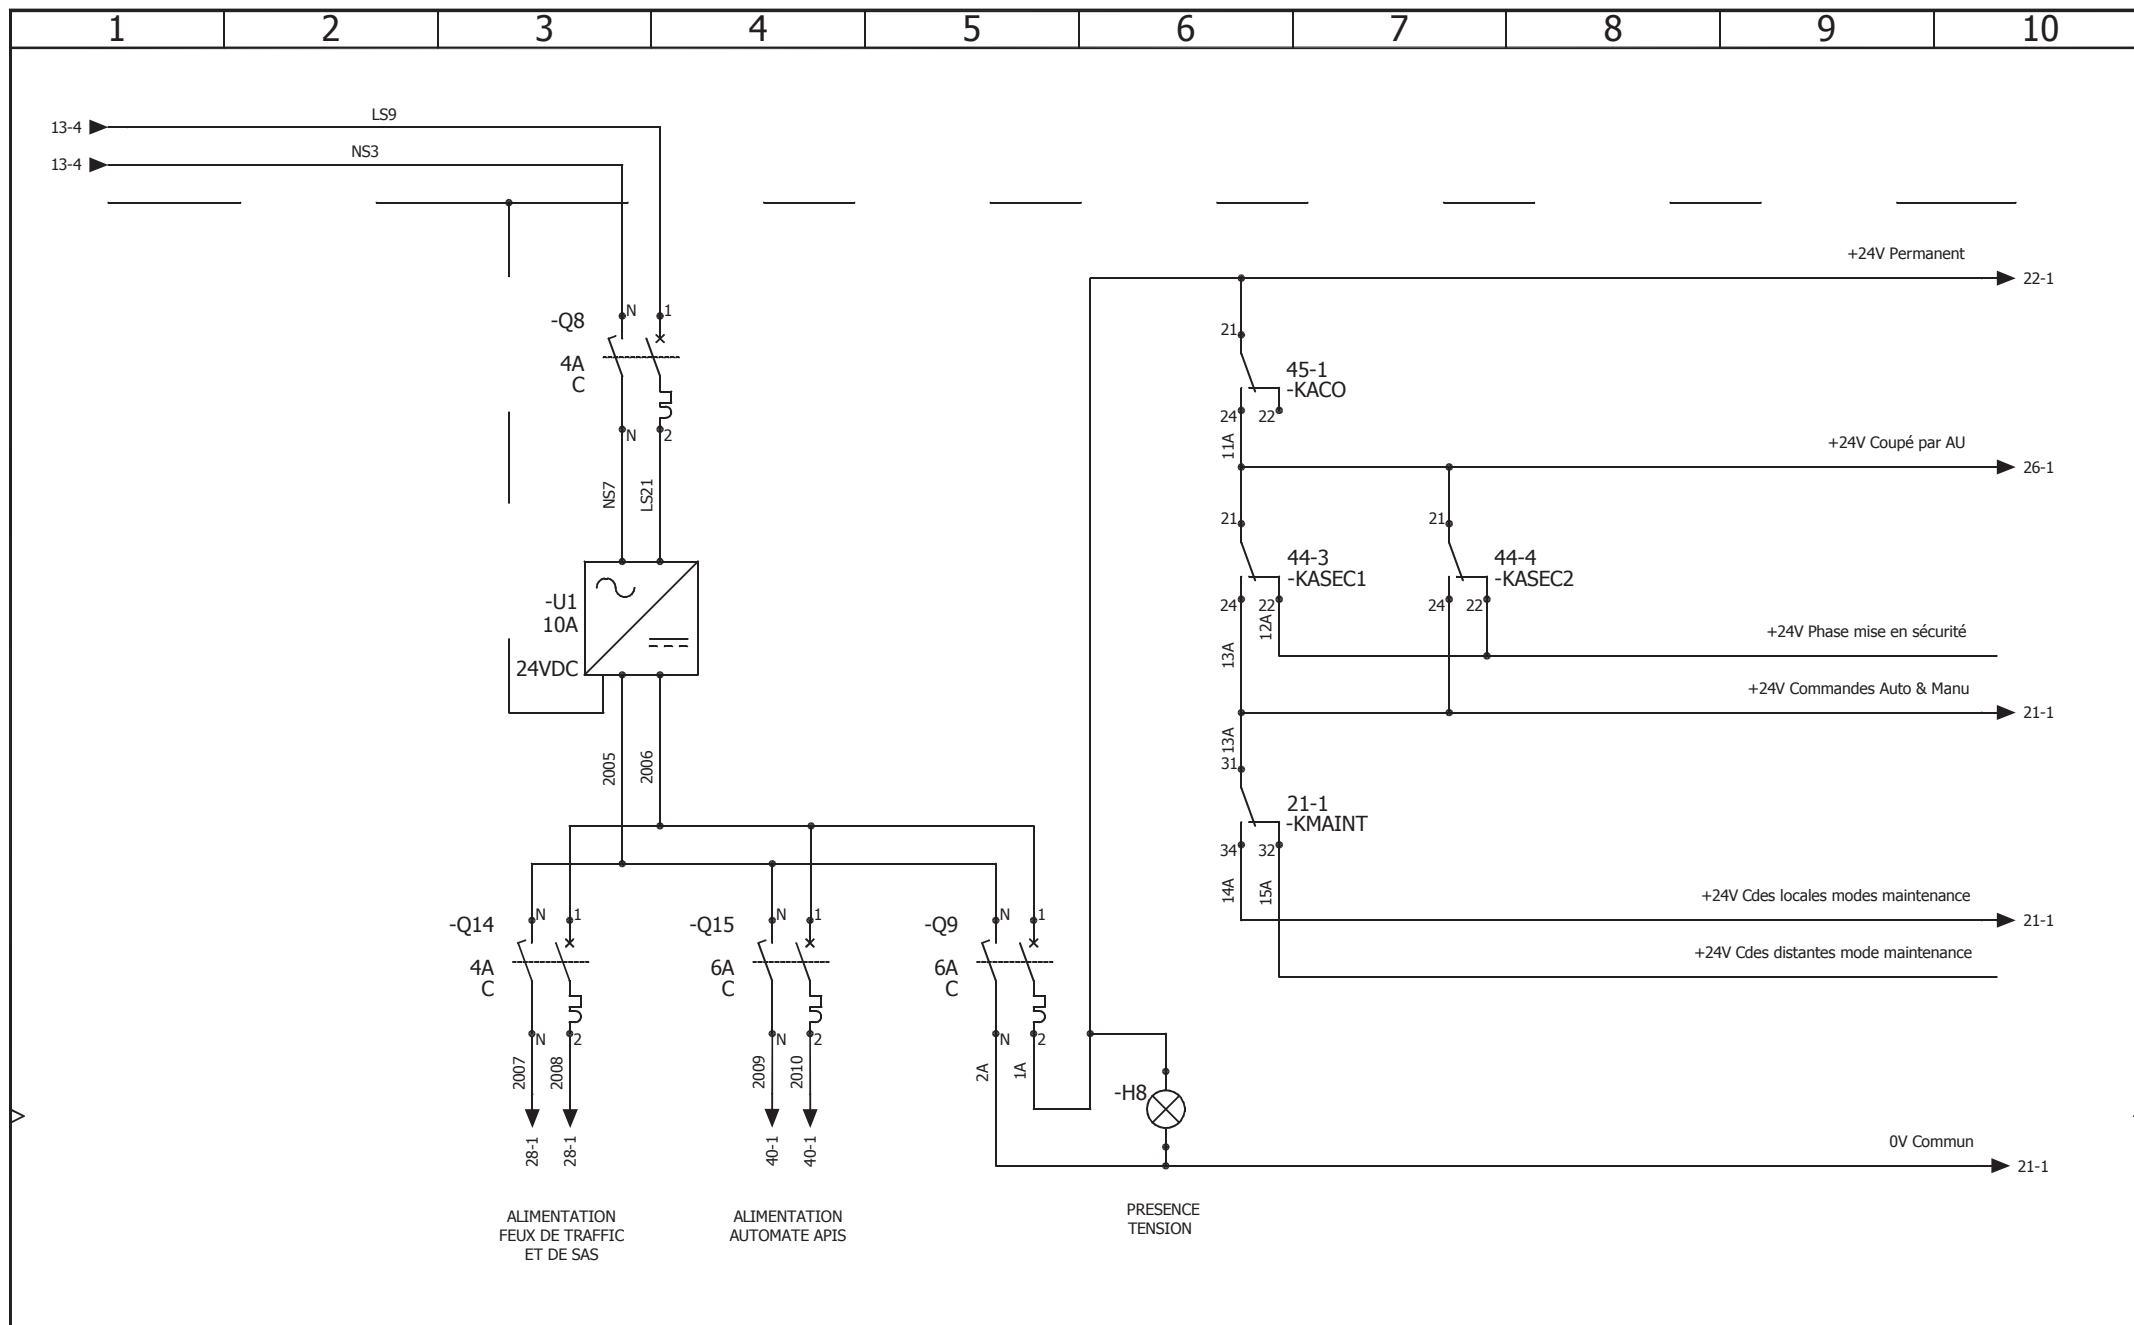 1 2 3 4 5 6 7 8 9 10
LS9
13-4
NS3
13-4
+24V Permanent
22-1
N 1
-Q8
4A
C
N 2
21
45-1
-KACO
24 22
11A
+24V Coupé par AU
26-1
NS7 LS21
21
44-3
-KASEC1
24 22
12A
13A
21
44-4
-KASEC2
24 22
-U1
10A
24VDC
+24V Phase mise en sécurité
+24V Commandes Auto & Manu
21-1
2005 2006
13A
31
21-1
-KMAINT
34 32
14A 15A
+24V Cdes locales modes maintenance
21-1
+24V Cdes distantes mode maintenance
N 1
-Q14
4A
C
N 2
2007 2008
28-1 28-1
N 1
-Q15
6A
C
N 2
2009 2010
40-1 40-1
N 1
-Q9
6A
C
N 2
2A 1A
-H8
0V Commun
21-1
ALIMENTATION
FEUX DE TRAFFIC
ET DE SAS
ALIMENTATION
AUTOMATE APIS
PRESENCE
TENSION